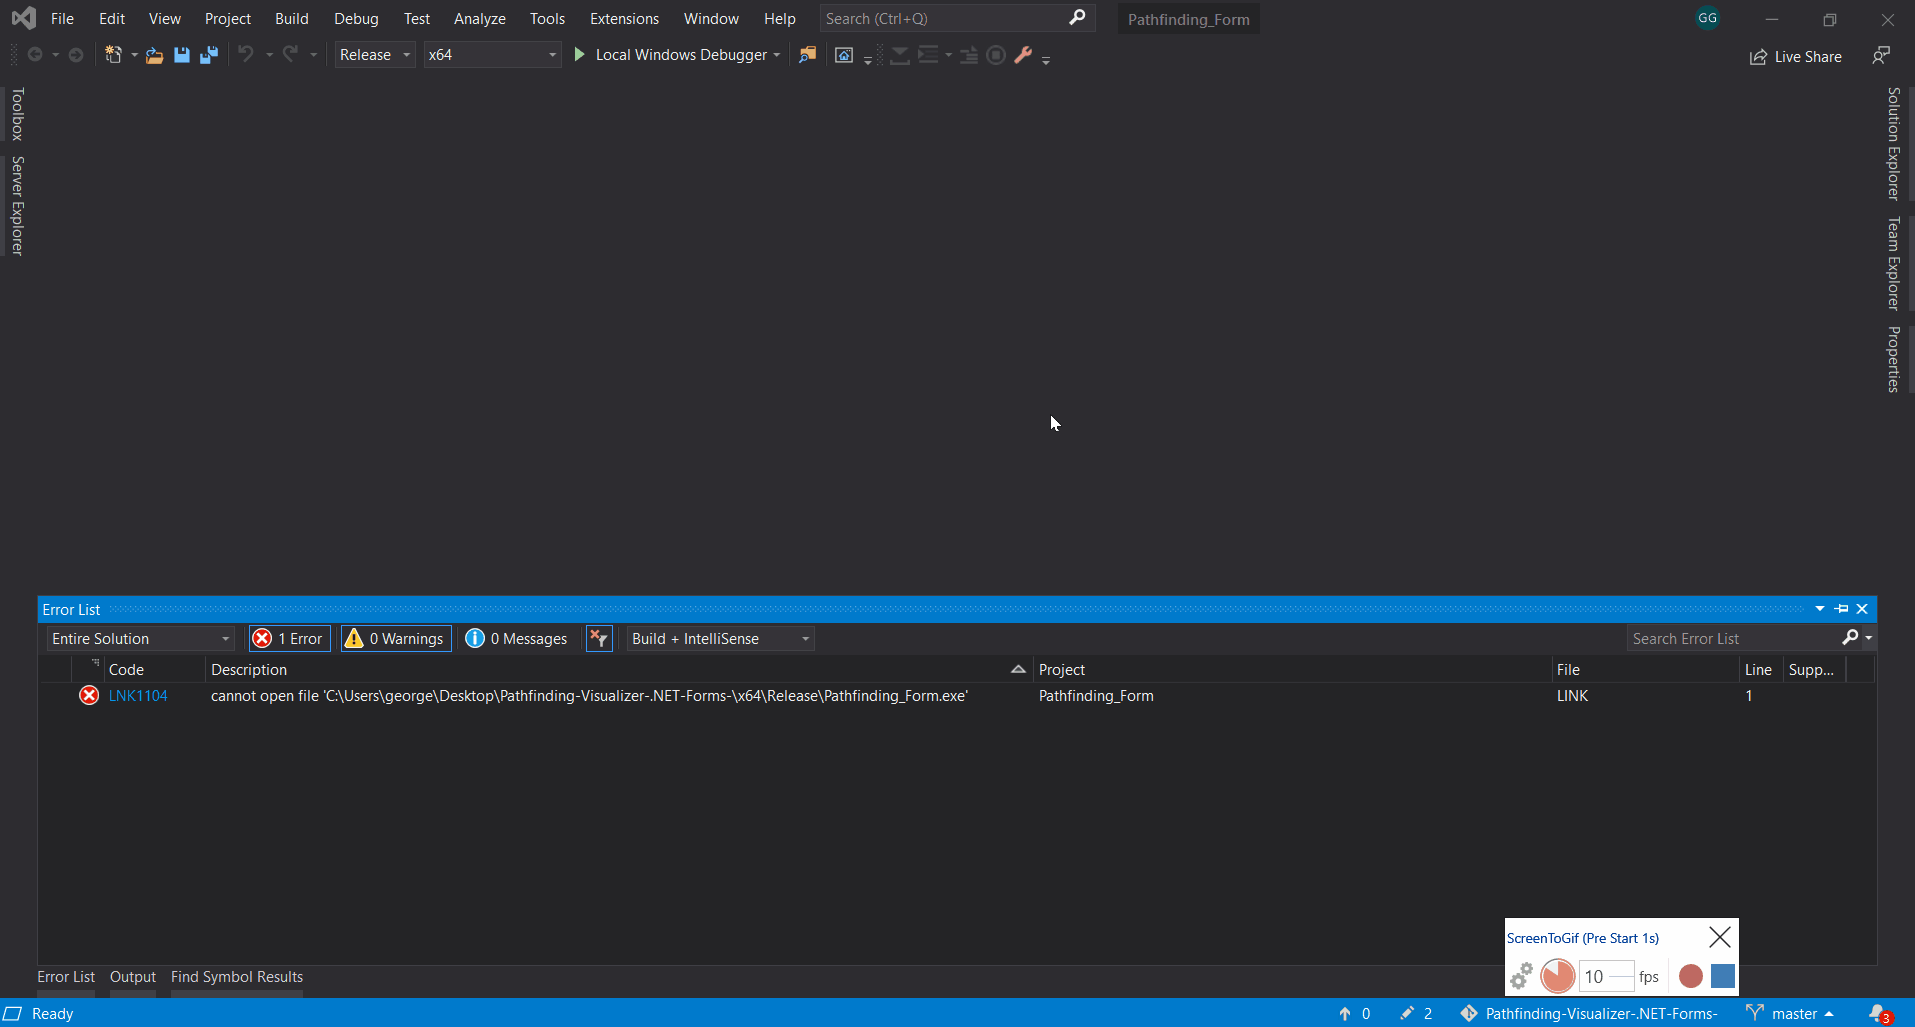 File Edit View Project Build Debug Test Analyze Tools Extensions Window Help Search (Ctrl+Q) Pathfinding_Form GG
Release x64 Local Windows Debugger Live Share
Toolbox
Server Explorer
Solution Explorer
Team Explorer
Properties
Error List
Entire Solution 1 Error 0 Warnings 0 Messages Build + IntelliSense Search Error List
Code Description Project File Line Supp...
LNK1104 cannot open file 'C:\Users\george\Desktop\Pathfinding-Visualizer-.NET-Forms-\x64\Release\Pathfinding_Form.exe' Pathfinding_Form LINK 1
ScreenToGif (Pre Start 1s)
10 fps
Error List Output Find Symbol Results
Ready 0 2 Pathfinding-Visualizer-.NET-Forms- master 3